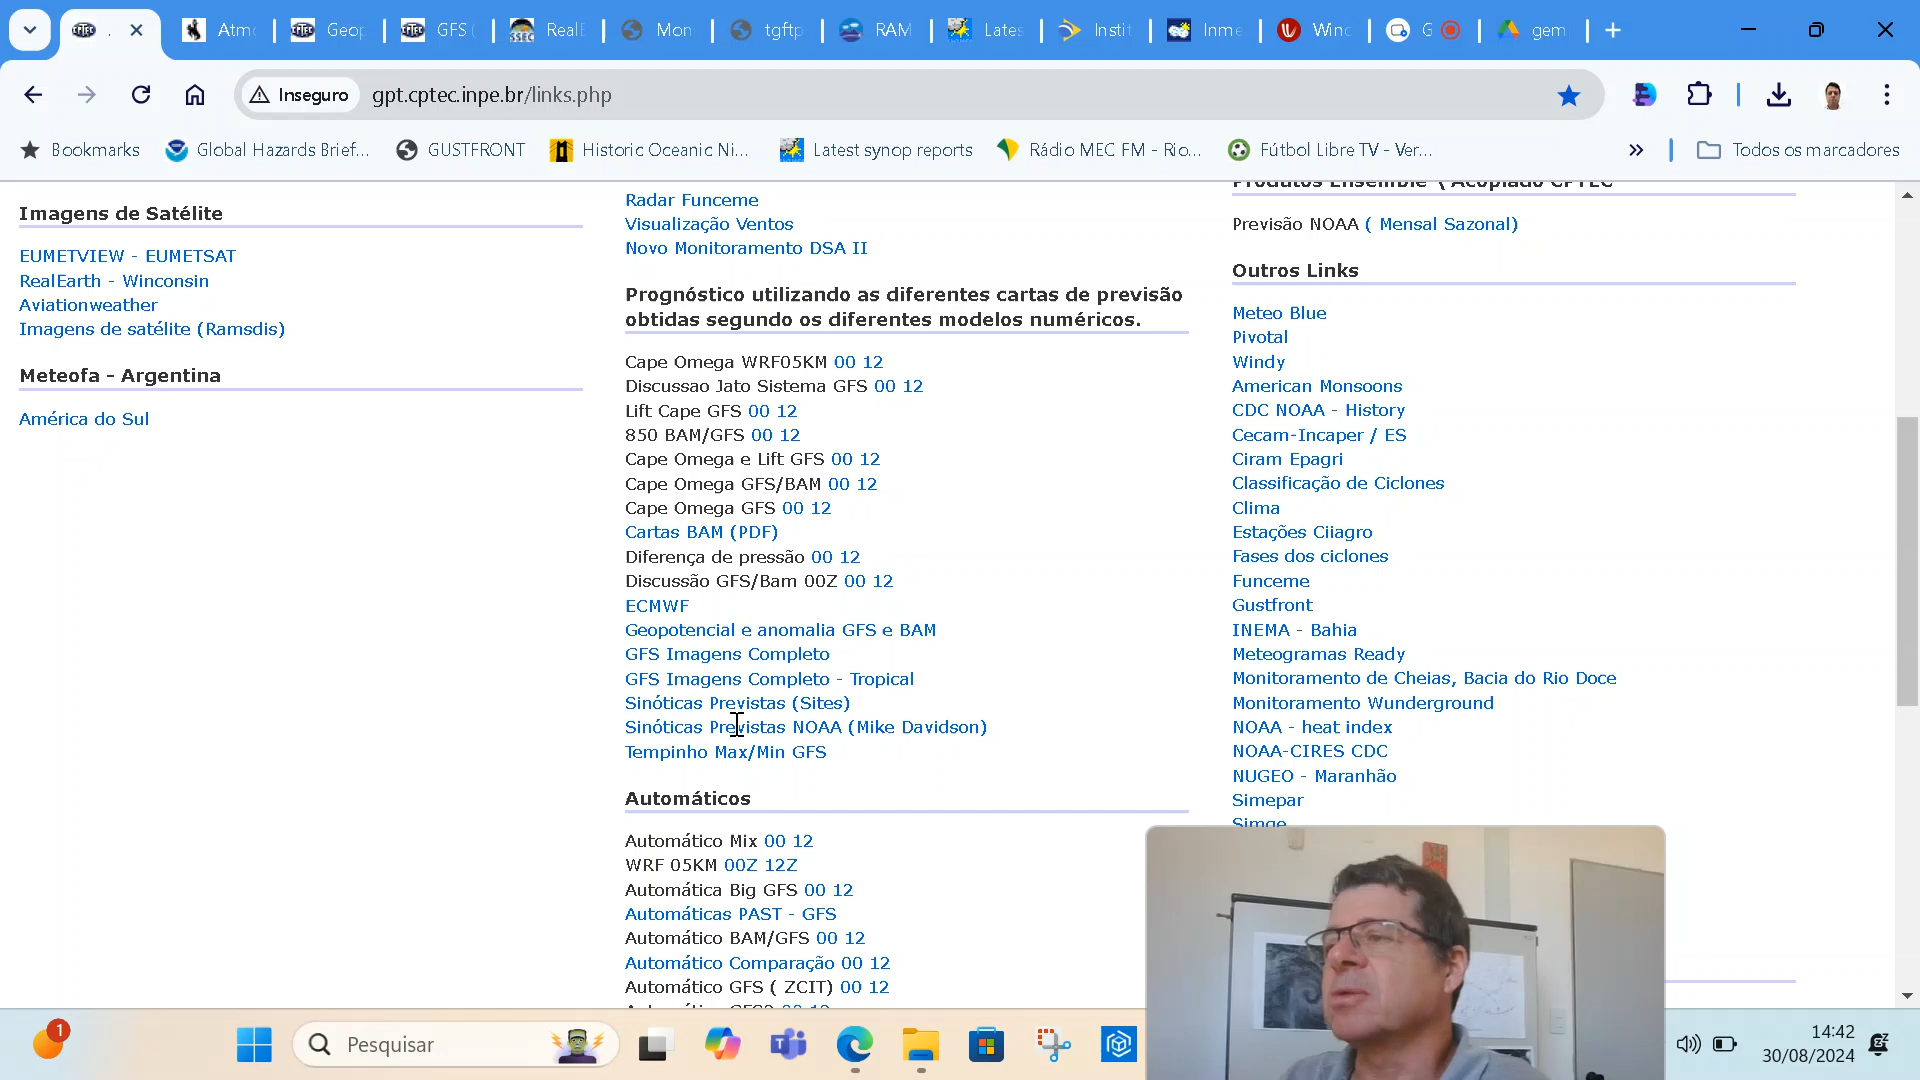 Atmo
Geop
GFS (
RealE
Mon
tgftp
RAM
Lates
Instit
Inme
Winc
G
gem
Inseguro
gpt.cptec.inpe.br/links.php
Bookmarks
Global Hazards Brief...
GUSTFRONT
Historic Oceanic Ni...
Latest synop reports
Rádio MEC FM - Rio...
Fútbol Libre TV - Ver...
Todos os marcadores
Imagens de Satélite
EUMETVIEW - EUMETSAT
RealEarth - Winconsin
Aviationweather
Imagens de satélite (Ramsdis)
Meteofa - Argentina
América do Sul
Radar Funceme
Visualização Ventos
Novo Monitoramento DSA II
Prognóstico utilizando as diferentes cartas de previsão
obtidas segundo os diferentes modelos numéricos.
Cape Omega WRF05KM 00 12
Discussao Jato Sistema GFS 00 12
Lift Cape GFS 00 12
850 BAM/GFS 00 12
Cape Omega e Lift GFS 00 12
Cape Omega GFS/BAM 00 12
Cape Omega GFS 00 12
Cartas BAM (PDF)
Diferença de pressão 00 12
Discussão GFS/Bam 00Z 00 12
ECMWF
Geopotencial e anomalia GFS e BAM
GFS Imagens Completo
GFS Imagens Completo - Tropical
Sinóticas Previstas (Sites)
Sinóticas Previstas NOAA (Mike Davidson)
Tempinho Max/Min GFS
Automáticos
Automático Mix 00 12
WRF 05KM 00Z 12Z
Automática Big GFS 00 12
Automáticas PAST - GFS
Automático BAM/GFS 00 12
Automático Comparação 00 12
Automático GFS ( ZCIT) 00 12
Produtos Ensemble \ Acoplado CPTEC
Previsão NOAA ( Mensal Sazonal)
Outros Links
Meteo Blue
Pivotal
Windy
American Monsoons
CDC NOAA - History
Cecam-Incaper / ES
Ciram Epagri
Classificação de Ciclones
Clima
Estações Ciiagro
Fases dos ciclones
Funceme
Gustfront
INEMA - Bahia
Meteogramas Ready
Monitoramento de Cheias, Bacia do Rio Doce
Monitoramento Wunderground
NOAA - heat index
NOAA-CIRES CDC
NUGEO - Maranhão
Simepar
Simge
1
Pesquisar
14:42
30/08/2024